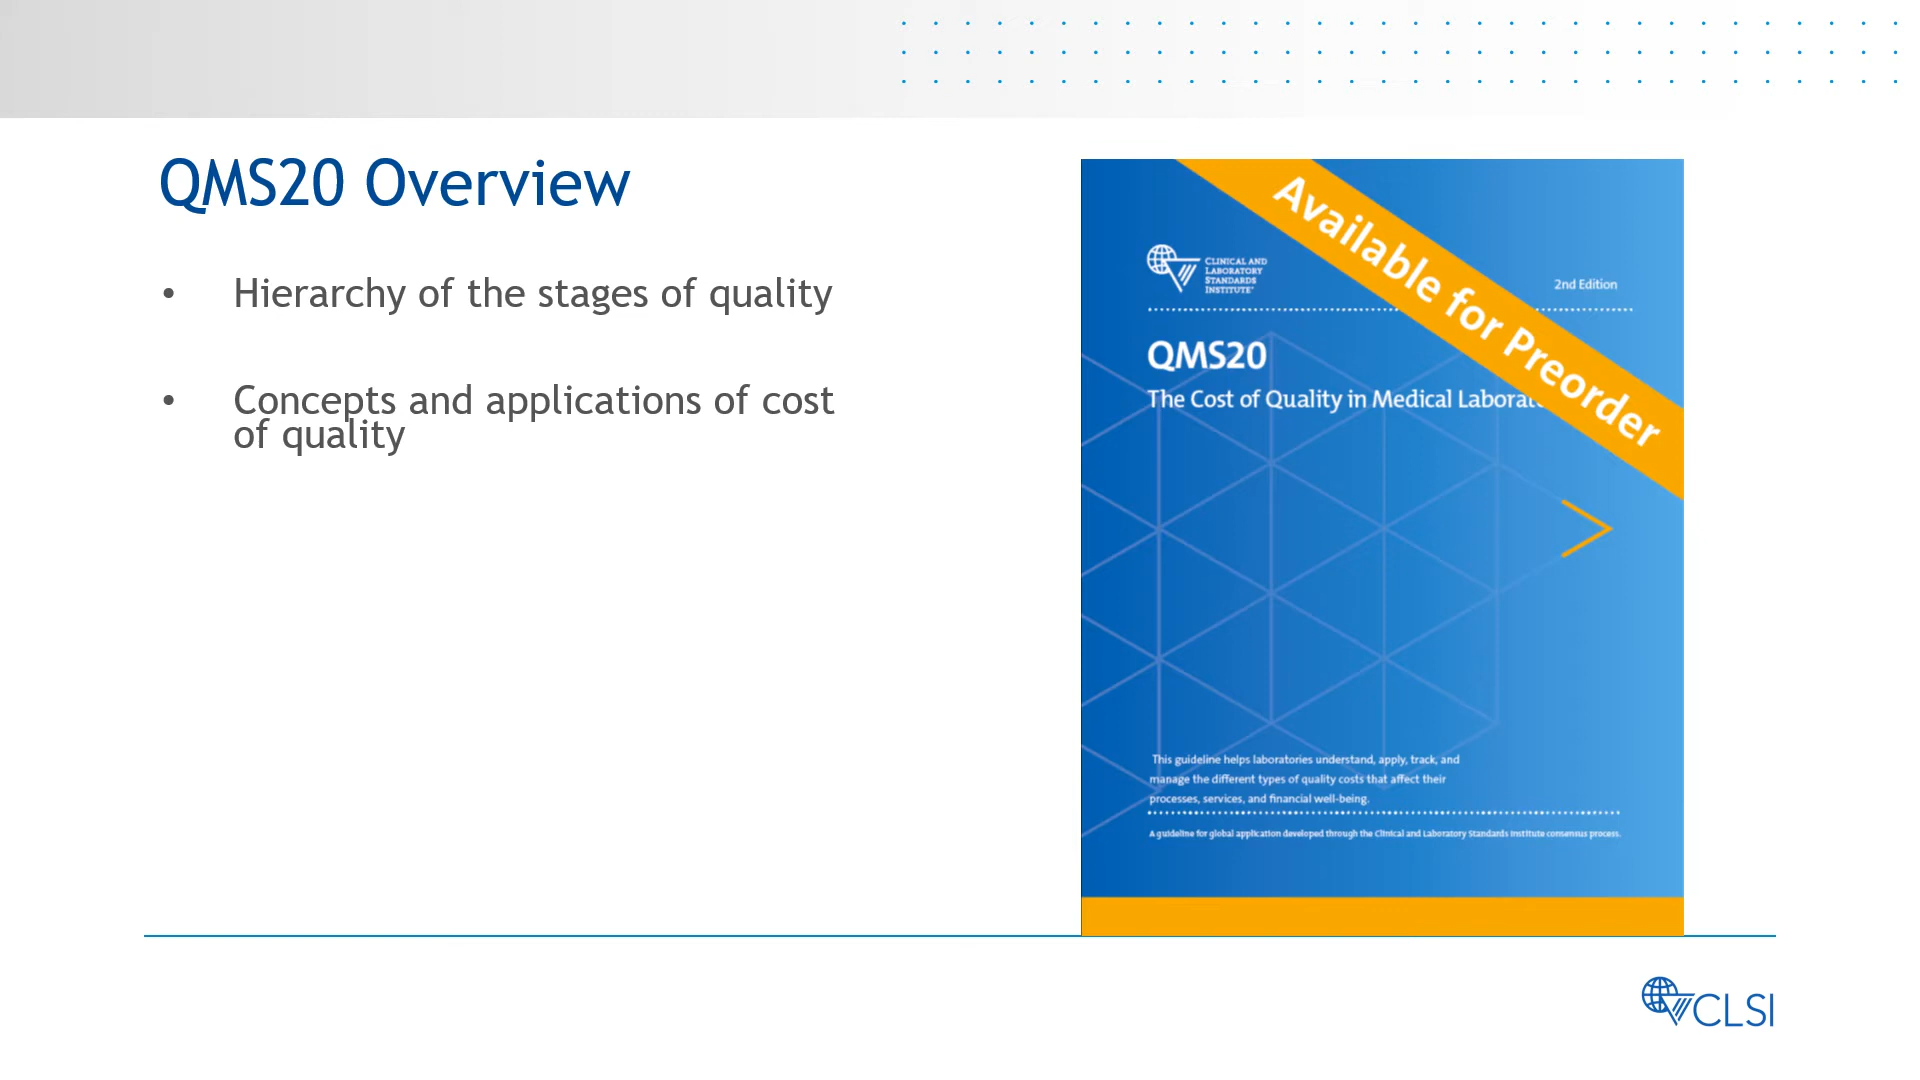 QMS20 Overview
• Hierarchy of the stages of quality
• Concepts and applications of cost
of quality
Available for Preorder
CLINICAL AND
LABORATORY
STANDARDS
INSTITUTE®
2nd Edition
QMS20
The Cost of Quality in Medical
This guideline helps laboratories understand, apply, track, and
manage the different types of quality costs that affect their
processes, services, and financial well-being.
A guideline for global application developed through the Clinical and Laboratory Standards Institute consensus process.
CLSI